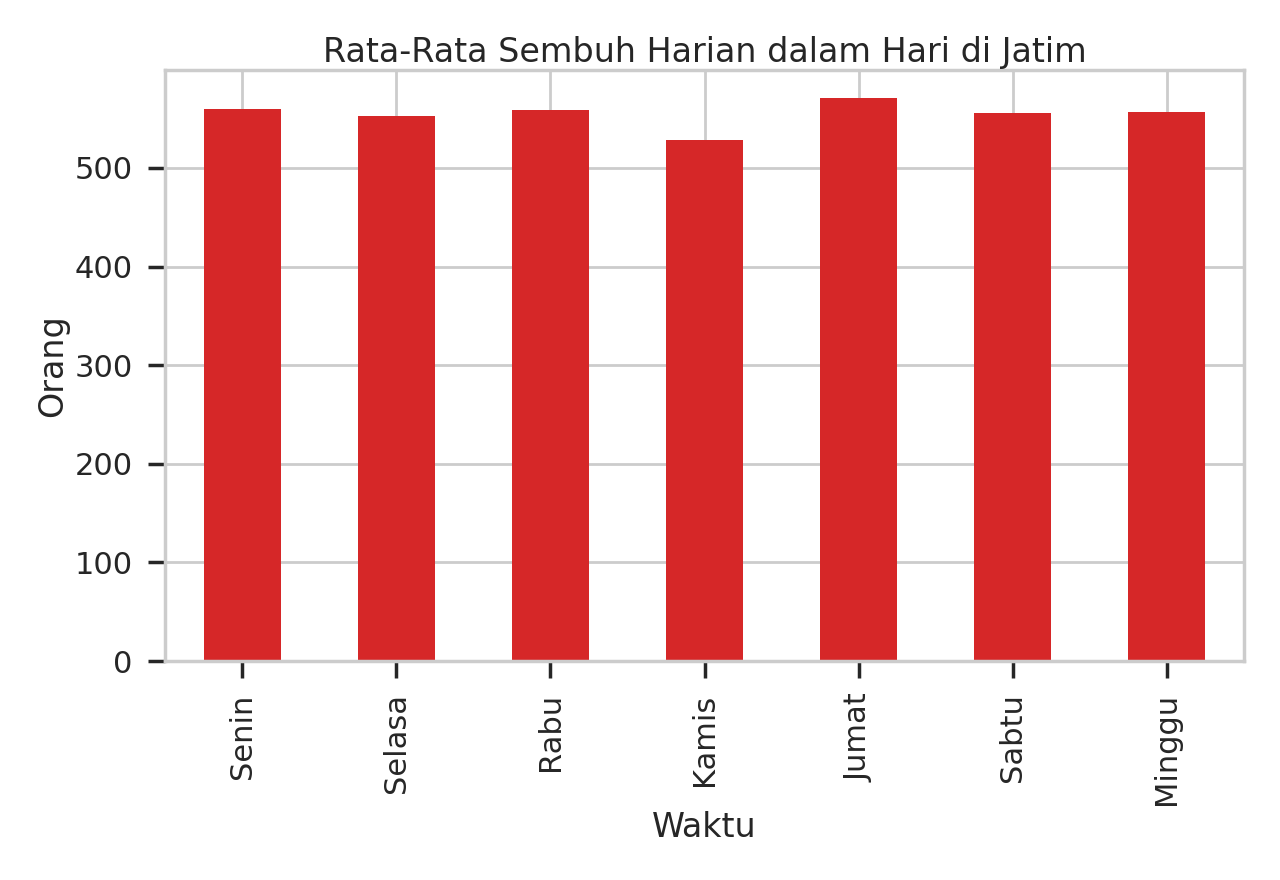 Rata-Rata Sembuh Harian dalam Hari di Jatim
Orang
500
400
300
200
100
0
Senin
Selasa
Rabu
Kamis
Jumat
Sabtu
Minggu
Waktu